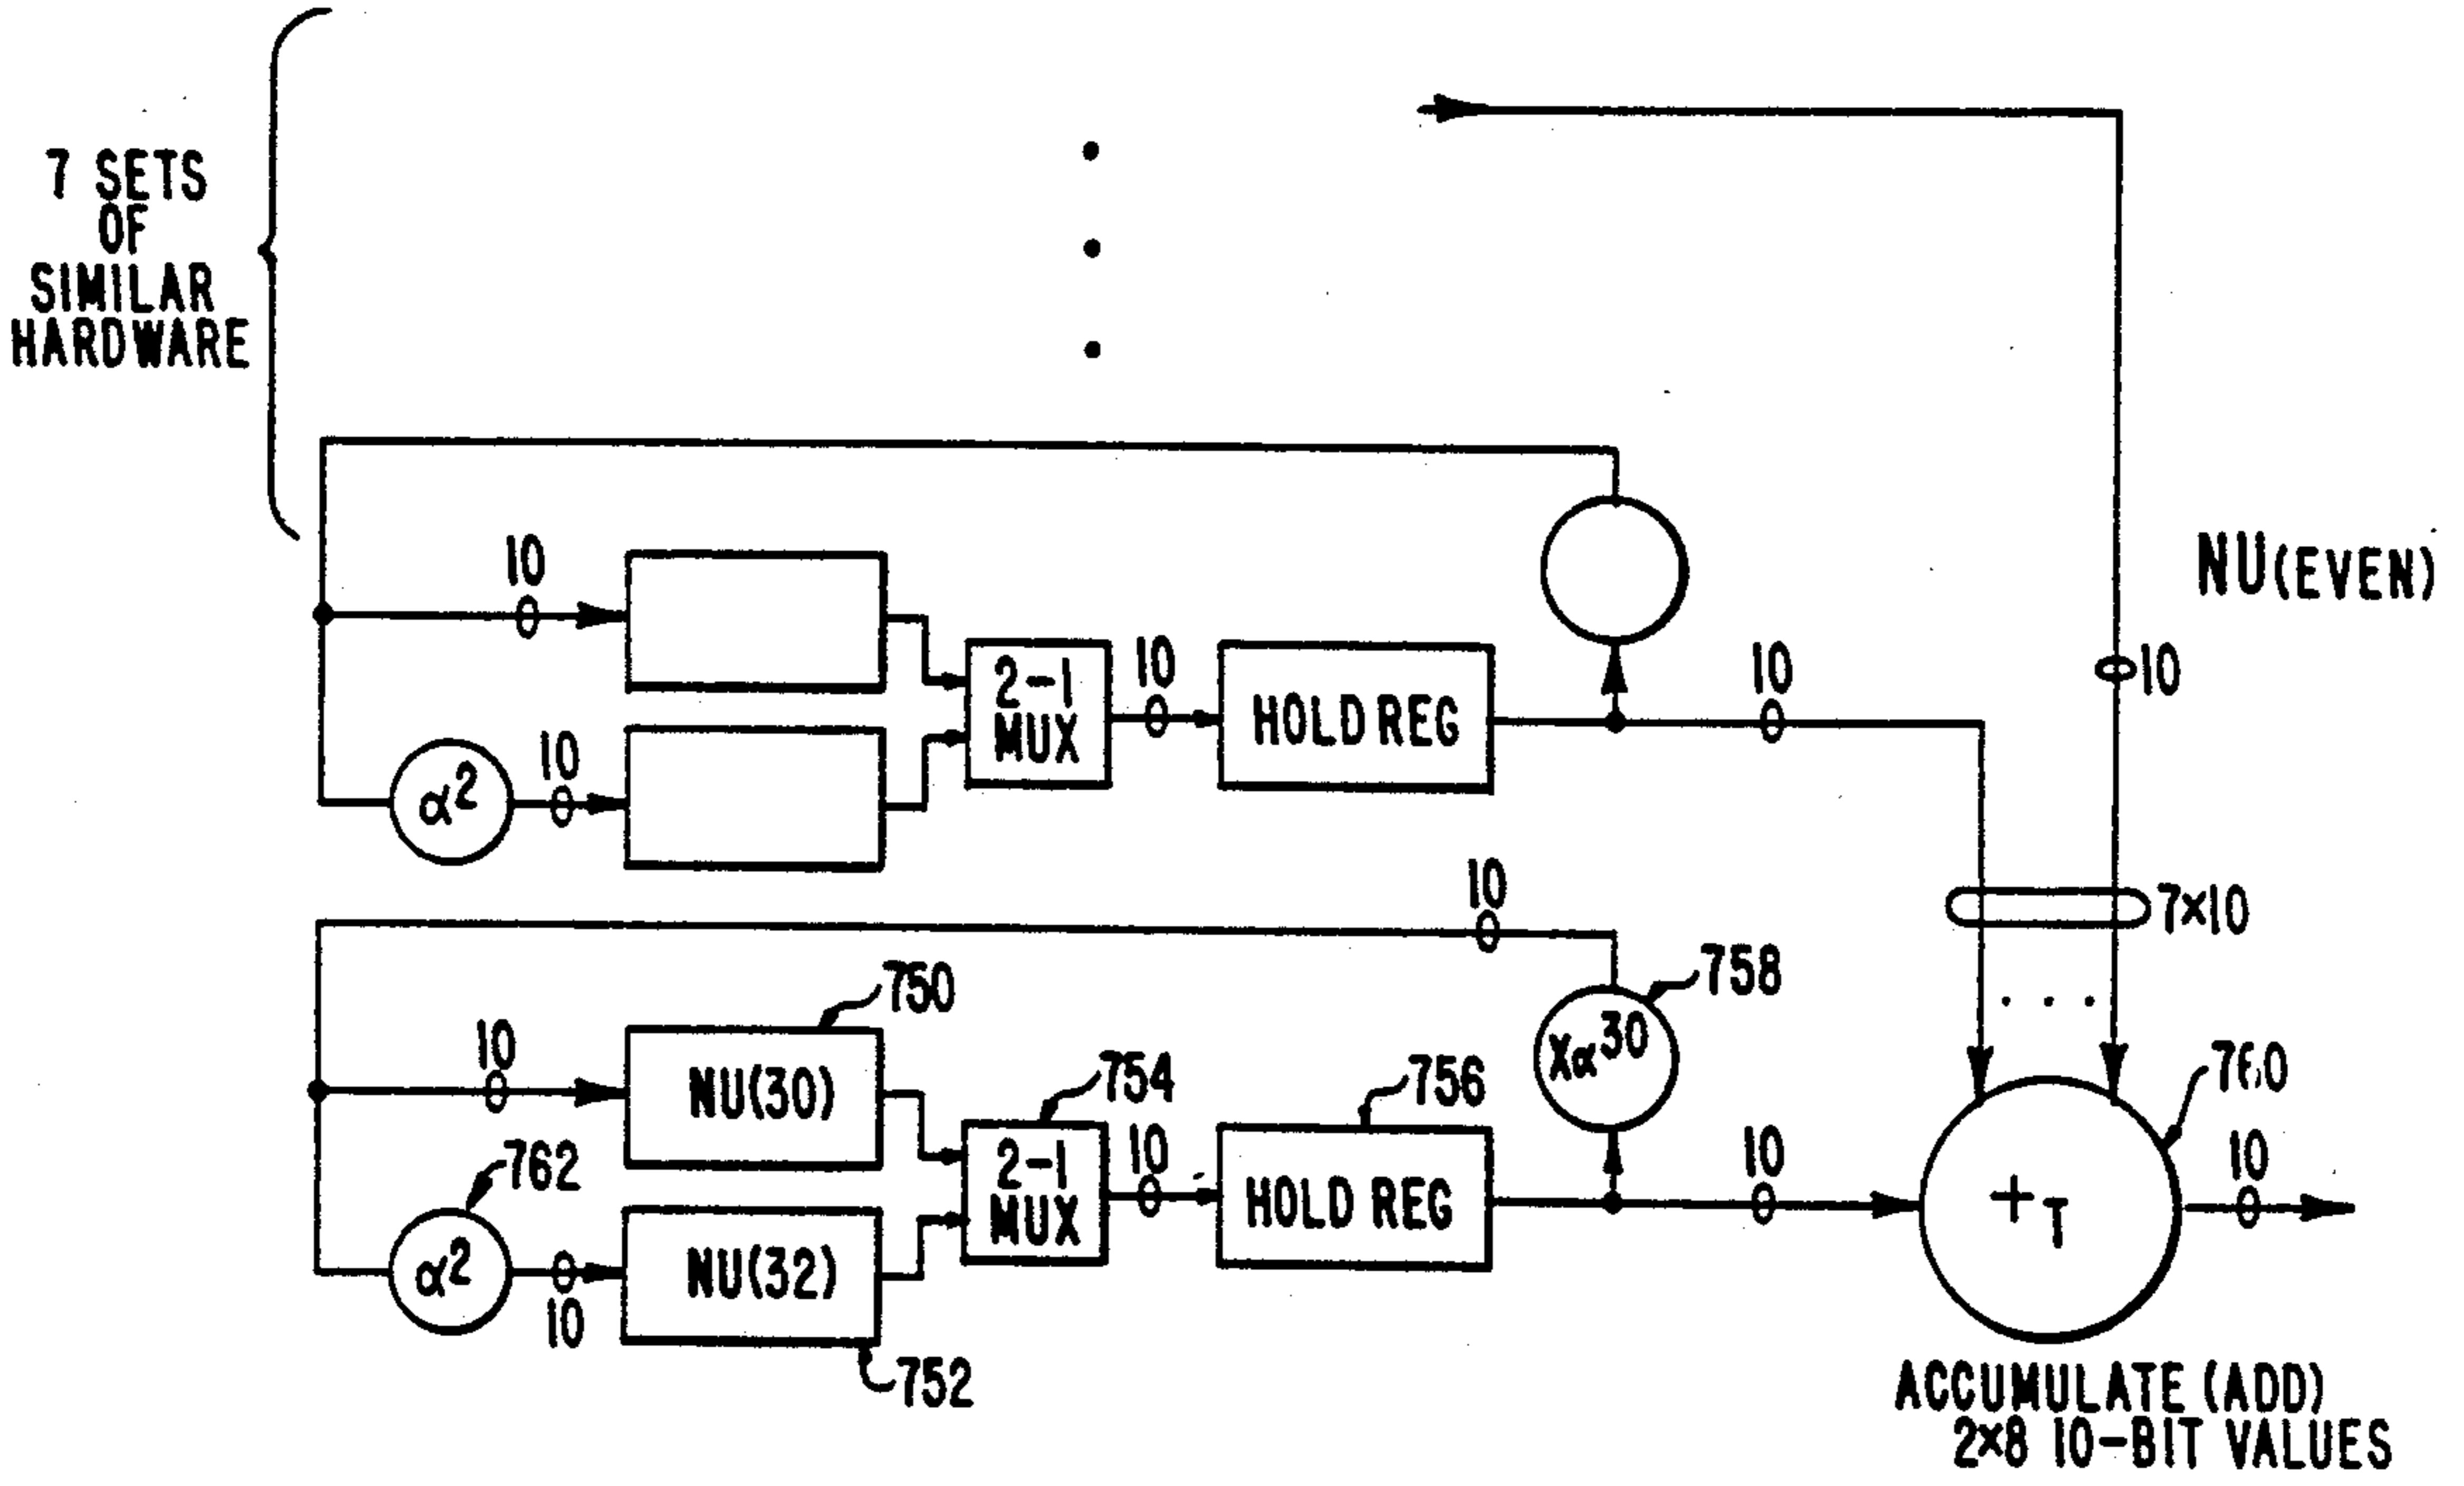 7 SETS
OF
SIMILAR
HARDWARE
10
NU(EVEN)
10
2-1
MUX
10
HOLD REG
10
α²
10
10
7×10
750
758
10
NU(30)
754
756
Xα³⁰
760
762
2-1
MUX
10
HOLD REG
10
+T
10
α²
10
NU(32)
752
ACCUMULATE (ADD)
2×8 10-BIT VALUES